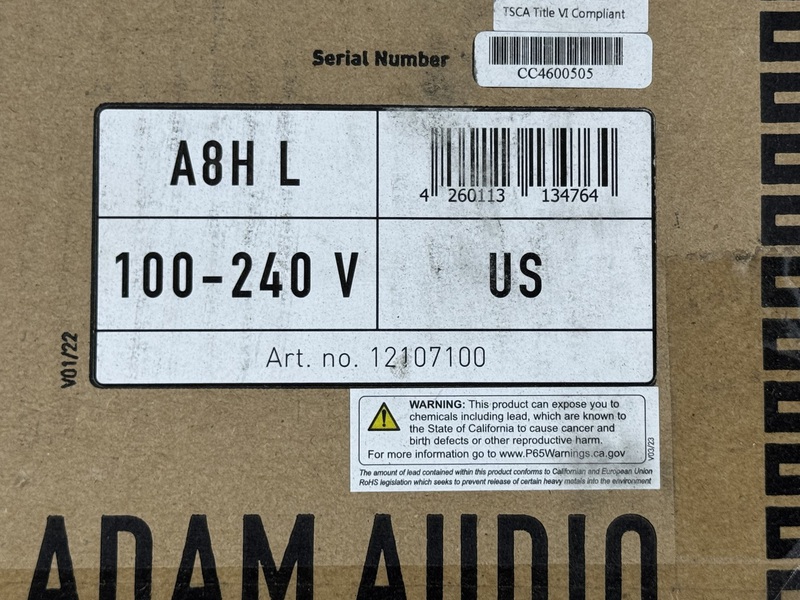 TSCA Title VI Compliant
Serial Number
CC4600505
A8H L
4 260113 134764
100-240 V
US
Art. no. 12107100
V01/22
WARNING: This product can expose you to
chemicals including lead, which are known to
the State of California to cause cancer and
birth defects or other reproductive harm.
For more information go to www.P65Warnings.ca.gov
V03/23
The amount of lead contained within this product conforms to Californian and European Union
RoHS legislation which seeks to prevent release of certain heavy metals into the environment
ADAM AUDIO